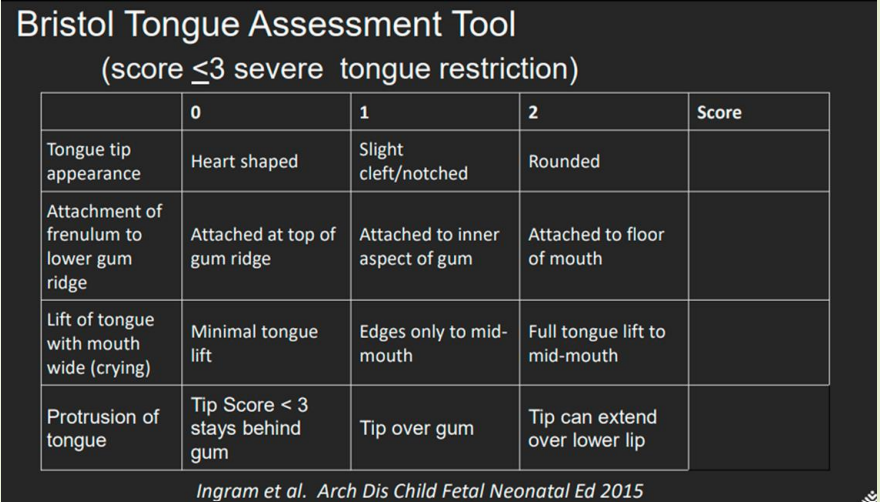 Bristol Tongue Assessment Tool
(score ≤3 severe  tongue restriction)
0 1 2 Score
Tongue tip
appearance
Heart shaped
Slight
cleft/notched
Rounded
Attachment of
frenulum to
lower gum
ridge
Attached at top of
gum ridge
Attached to inner
aspect of gum
Attached to floor
of mouth
Lift of tongue
with mouth
wide (crying)
Minimal tongue
lift
Edges only to mid-
mouth
Full tongue lift to
mid-mouth
Protrusion of
tongue
Tip Score < 3
stays behind
gum
Tip over gum
Tip can extend
over lower lip
Ingram et al.  Arch Dis Child Fetal Neonatal Ed 2015